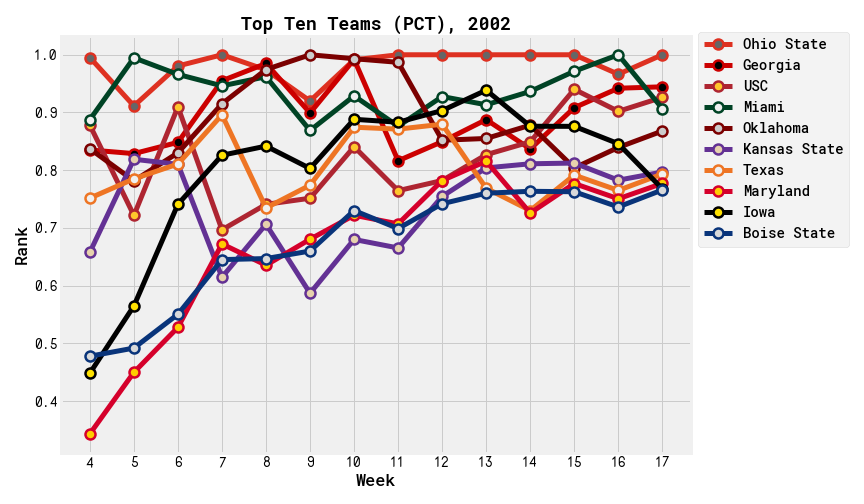 Top Ten Teams (PCT), 2002
Rank
1.0
0.9
0.8
0.7
0.6
0.5
0.4
4 5 6 7 8 9 10 11 12 13 14 15 16 17
Week
Ohio State
Georgia
USC
Miami
Oklahoma
Kansas State
Texas
Maryland
Iowa
Boise State